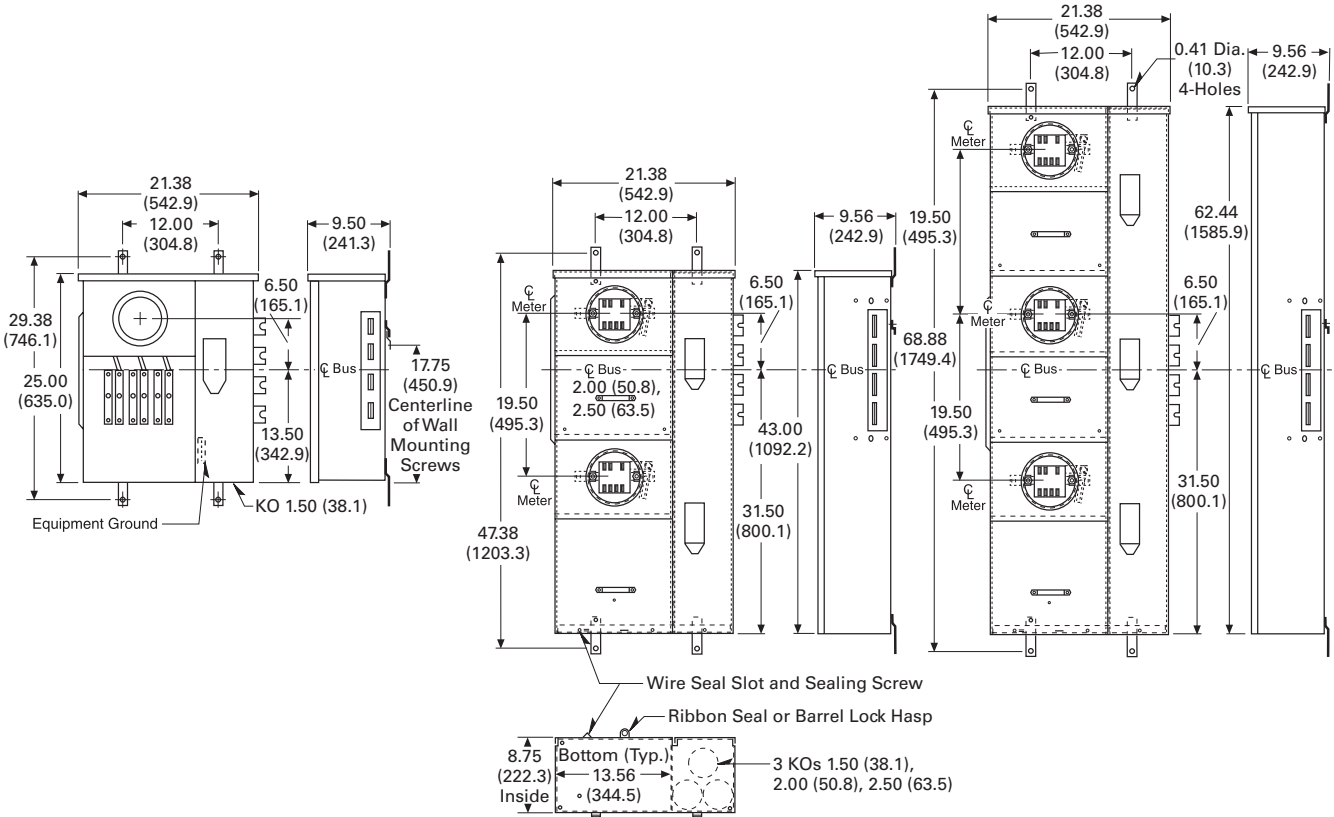 21.38
(542.9)
12.00
(304.8)
29.38
(746.1)
25.00
(635.0)
6.50
(165.1)
13.50
(342.9)
KO 1.50 (38.1)
Equipment Ground
9.50
(241.3)
℄ Bus
17.75
(450.9)
Centerline
of Wall
Mounting
Screws
21.38
(542.9)
12.00
(304.8)
℄
Meter
19.50
(495.3)
47.38
(1203.3)
℄ Bus
2.00 (50.8),
2.50 (63.5)
℄
Meter
6.50
(165.1)
43.00
(1092.2)
31.50
(800.1)
9.56
(242.9)
℄ Bus
21.38
(542.9)
12.00
(304.8)
0.41 Dia.
(10.3)
4-Holes
℄
Meter
19.50
(495.3)
℄
Meter
68.88
(1749.4)
19.50
(495.3)
℄
Meter
62.44
(1585.9)
6.50
(165.1)
31.50
(800.1)
9.56
(242.9)
℄ Bus
Wire Seal Slot and Sealing Screw
Ribbon Seal or Barrel Lock Hasp
8.75
(222.3)
Inside
Bottom (Typ.)
13.56
(344.5)
3 KOs 1.50 (38.1),
2.00 (50.8), 2.50 (63.5)